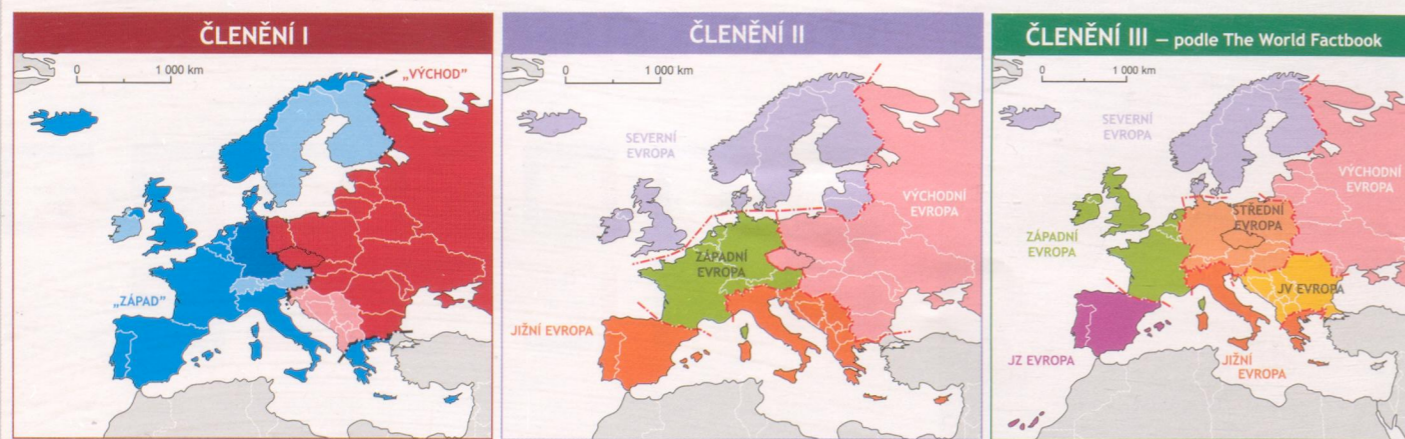 ČLENĚNÍ I
0 1 000 km
„VÝCHOD"
„ZÁPAD"
ČLENĚNÍ II
0 1 000 km
SEVERNÍ
EVROPA
VÝCHODNÍ
EVROPA
ZÁPADNÍ
EVROPA
JIŽNÍ EVROPA
ČLENĚNÍ III – podle The World Factbook
0 1 000 km
SEVERNÍ
EVROPA
VÝCHODNÍ
EVROPA
STŘEDNÍ
EVROPA
ZÁPADNÍ
EVROPA
JV EVROPA
JZ EVROPA
JIŽNÍ
EVROPA